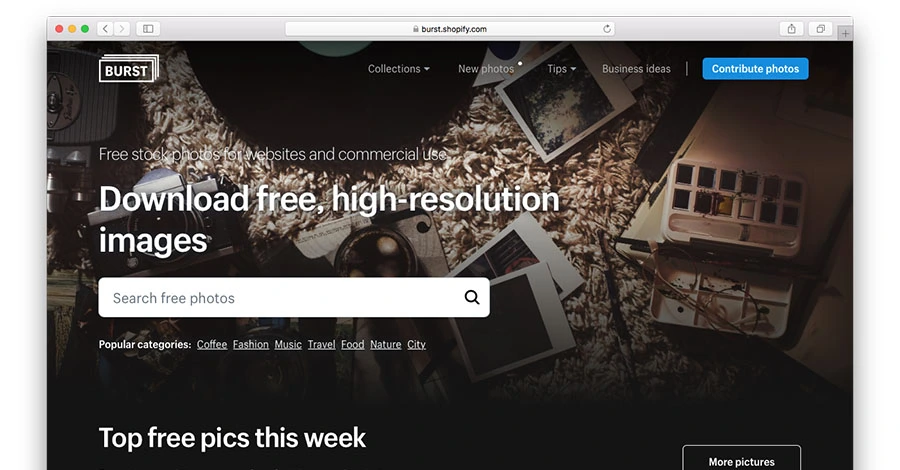 burst.shopify.com
BURST
Collections
New photos
Tips
Business ideas
Contribute photos
Free stock photos for websites and commercial use.
Download free, high-resolution
images
Search free photos
Popular categories: Coffee Fashion Music Travel Food Nature City
Top free pics this week
More pictures